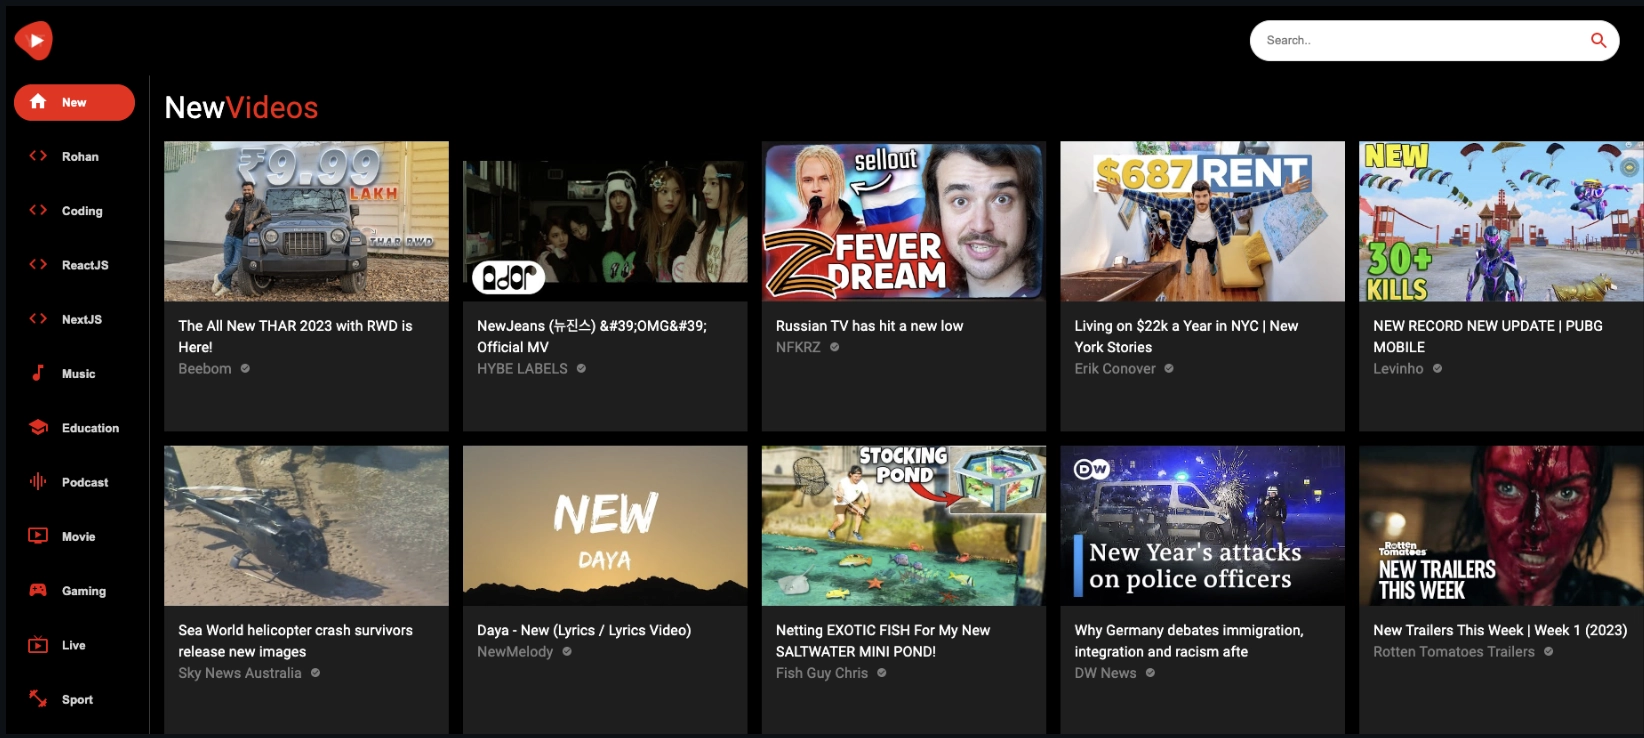 Search..
New
Rohan
Coding
ReactJS
NextJS
Music
Education
Podcast
Movie
Gaming
Live
Sport
NewVideos
₹9.99
LAKH
THAR RWD
The All New THAR 2023 with RWD is
Here!
Beebom
ador
NewJeans (뉴진스) &#39;OMG&#39;
Official MV
HYBE LABELS
sellout
Z FEVER
DREAM
Russian TV has hit a new low
NFKRZ
$687 RENT
Living on $22k a Year in NYC | New
York Stories
Erik Conover
NEW
30+
KILLS
NEW RECORD NEW UPDATE | PUBG
MOBILE
Levinho
Sea World helicopter crash survivors
release new images
Sky News Australia
NEW
DAYA
Daya - New (Lyrics / Lyrics Video)
NewMelody
STOCKING
POND
Netting EXOTIC FISH For My New
SALTWATER MINI POND!
Fish Guy Chris
DW
New Year's attacks
on police officers
Why Germany debates immigration,
integration and racism afte
DW News
Rotten
Tomatoes
NEW TRAILERS
THIS WEEK
New Trailers This Week | Week 1 (2023)
Rotten Tomatoes Trailers